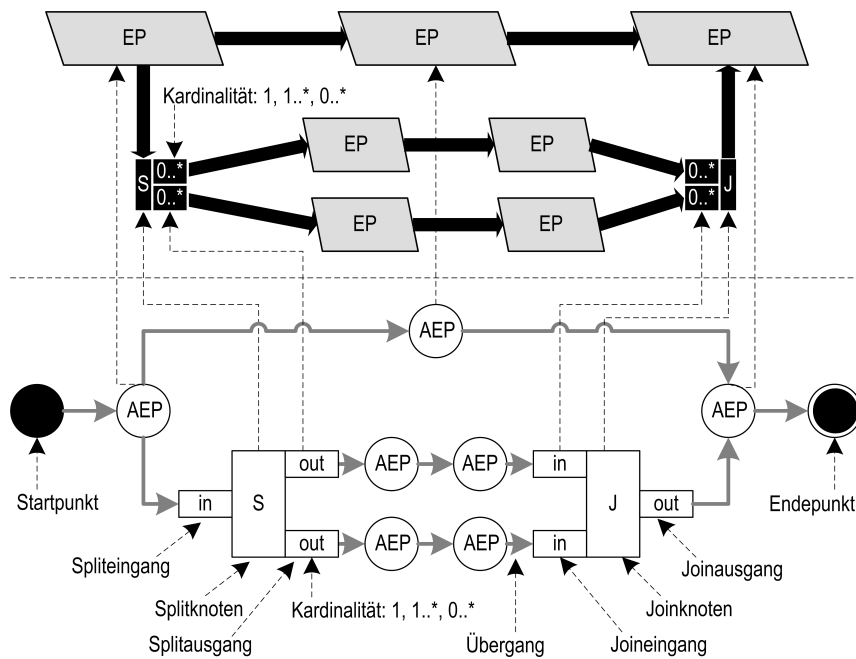 EP
EP
EP
Kardinalität: 1, 1..*, 0..*
EP
EP
S
0..*
0..*
0..*
0..*
J
EP
EP
AEP
AEP
AEP
out
AEP
AEP
in
Startpunkt
in
S
J
out
Endepunkt
out
AEP
AEP
in
Spliteingang
Joinausgang
Splitknoten
Kardinalität: 1, 1..*, 0..*
Joinknoten
Splitausgang
Übergang
Joineingang